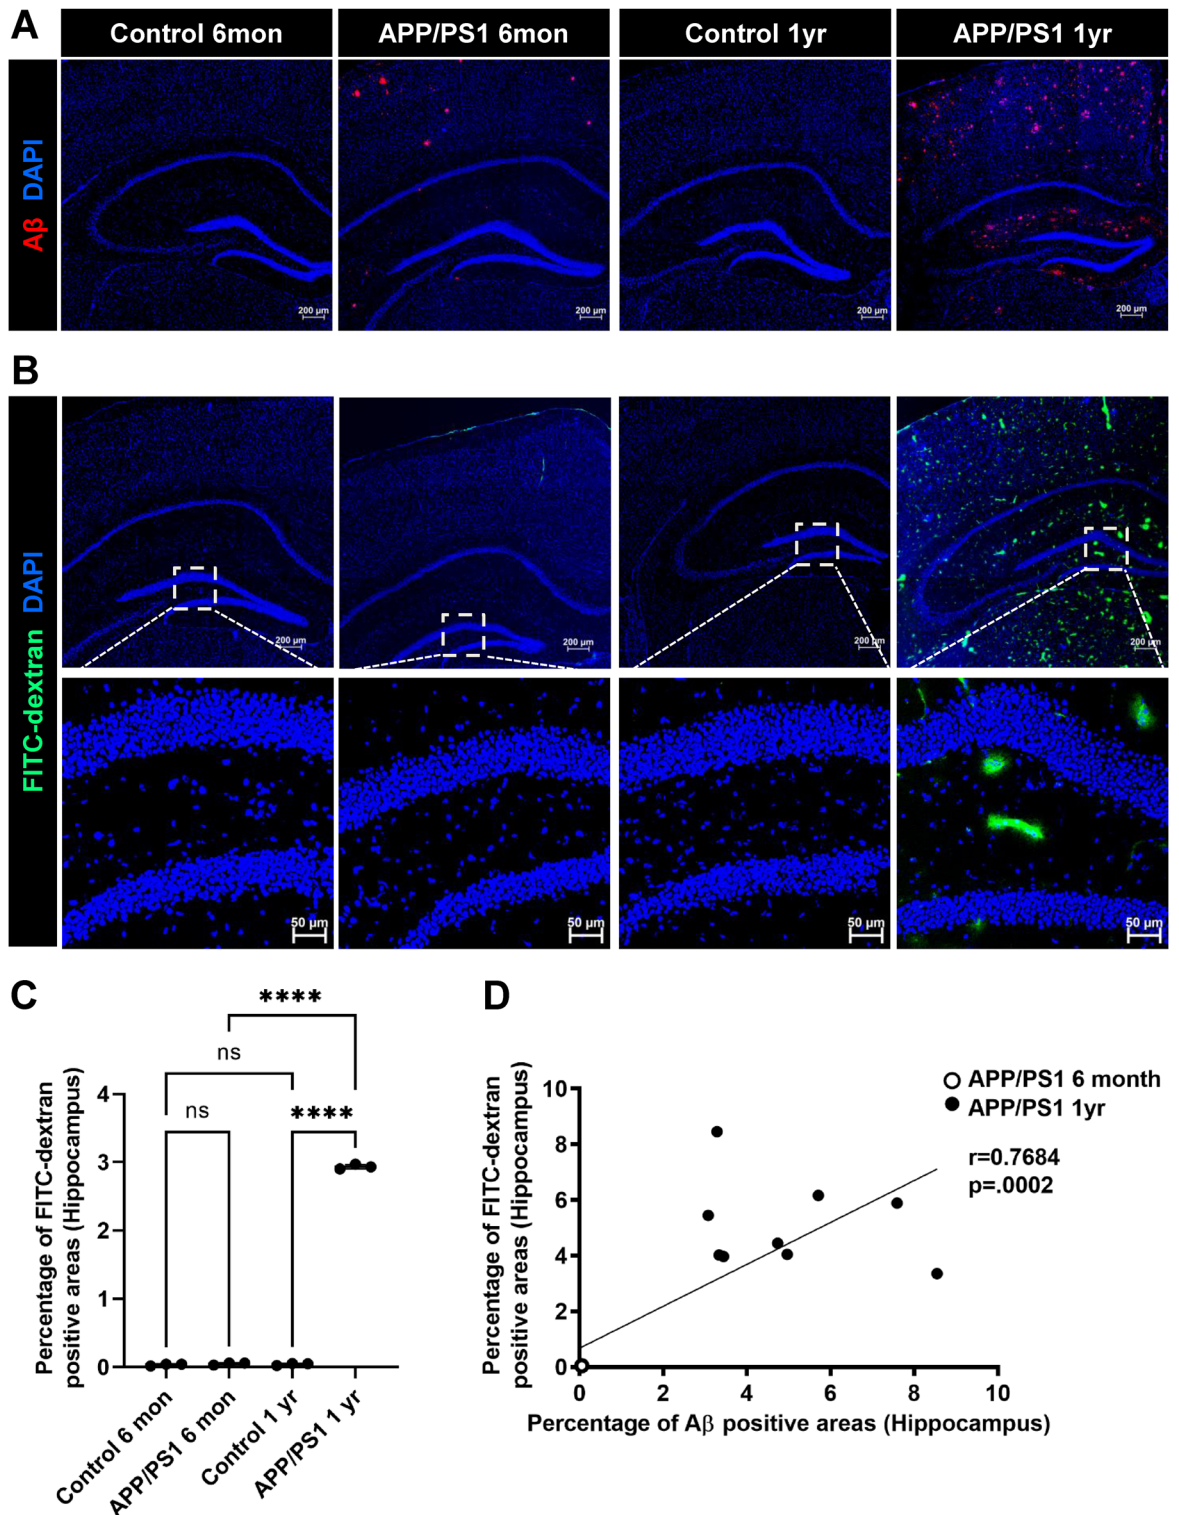 A
Control 6mon
APP/PS1 6mon
Control 1yr
APP/PS1 1yr
Aβ DAPI
200 µm
200 µm
200 µm
200 µm
B
FITC-dextran DAPI
200 µm
200 µm
200 µm
200 µm
50 µm
50 µm
50 µm
50 µm
C
****
ns
ns
****
Percentage of FITC-dextran
positive areas (Hippocampus)
4
3
2
1
0
Control 6 mon
APP/PS1 6 mon
Control 1 yr
APP/PS1 1 yr
D
Percentage of FITC-dextran
positive areas (Hippocampus)
10
8
6
4
2
0
0
2
4
6
8
10
Percentage of Aβ positive areas (Hippocampus)
APP/PS1 6 month
APP/PS1 1yr
r=0.7684
p=.0002